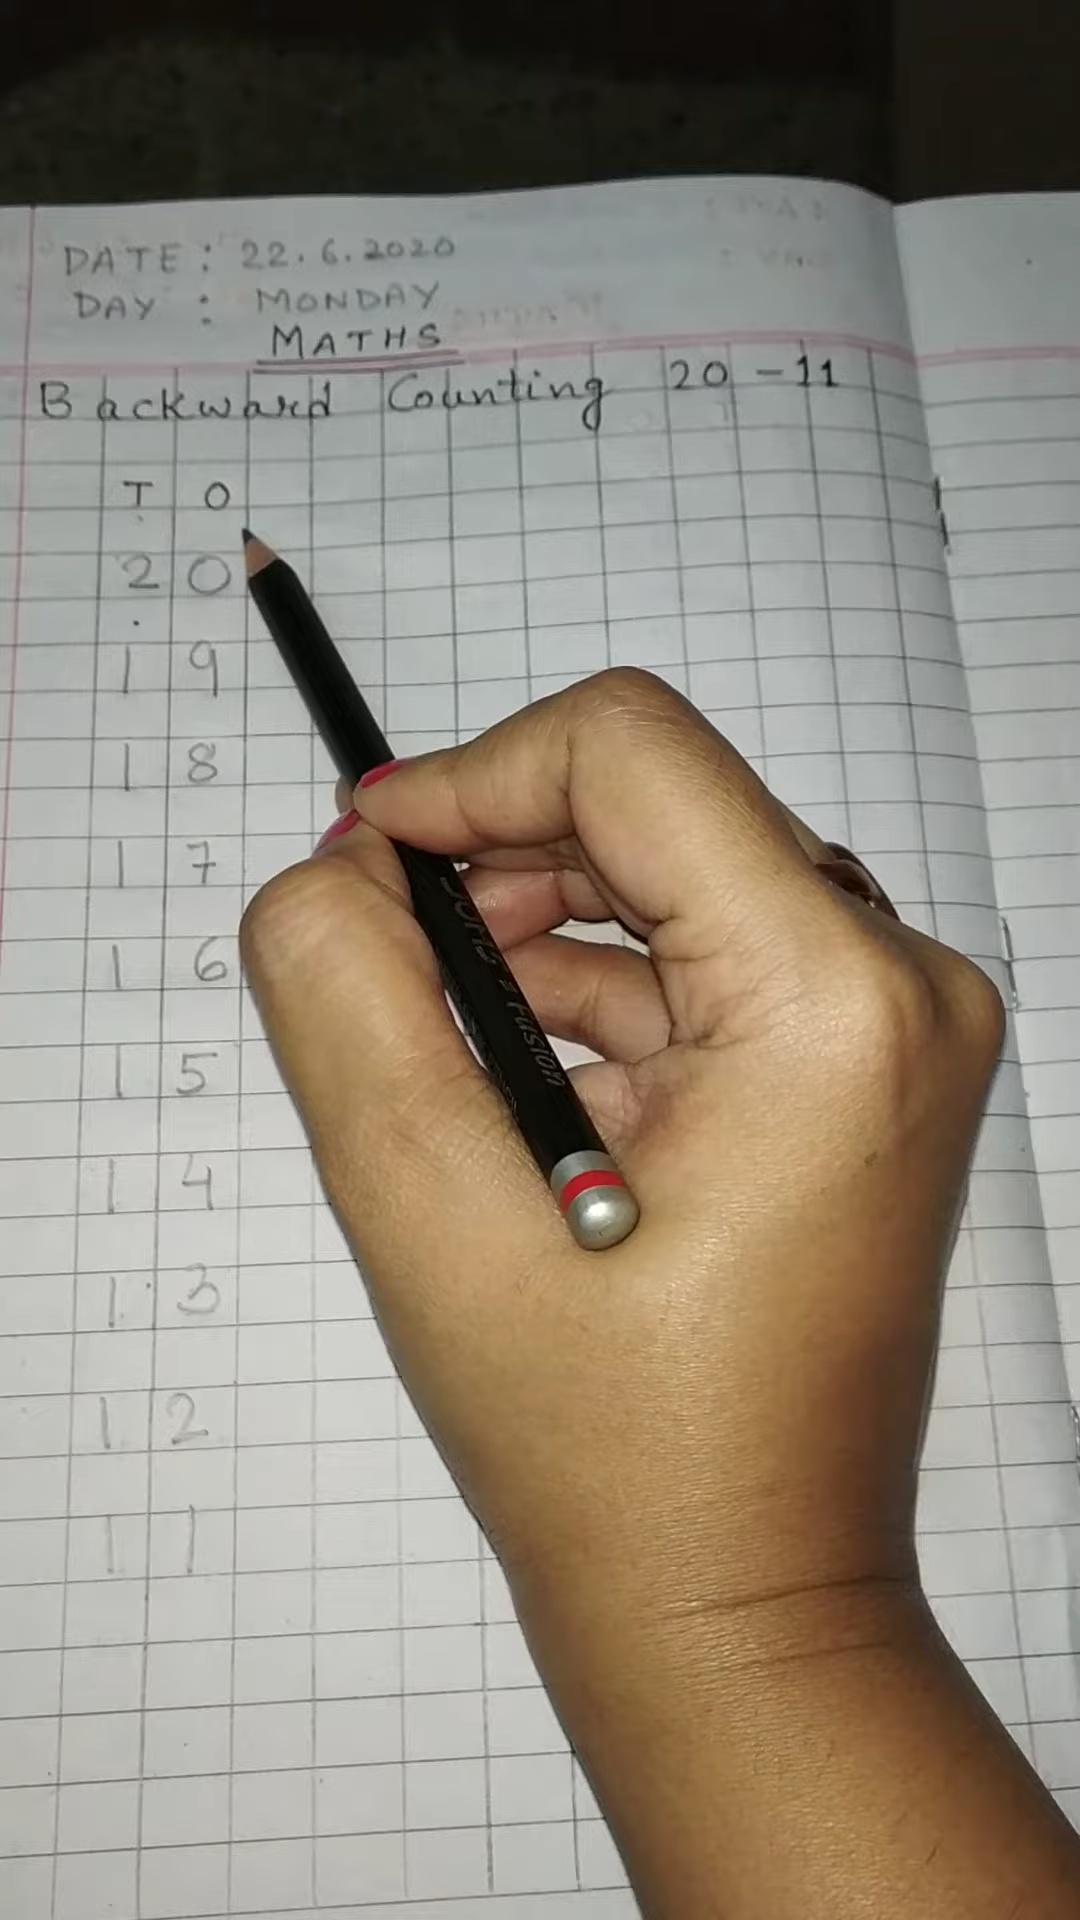 DATE : 22.6.2020
DAY : MONDAY
MATHS
Backward Counting 20 - 11
T O
2 0
1 9
1 8
1 7
1 6
1 5
1 4
1 3
1 2
1 1
Fusion